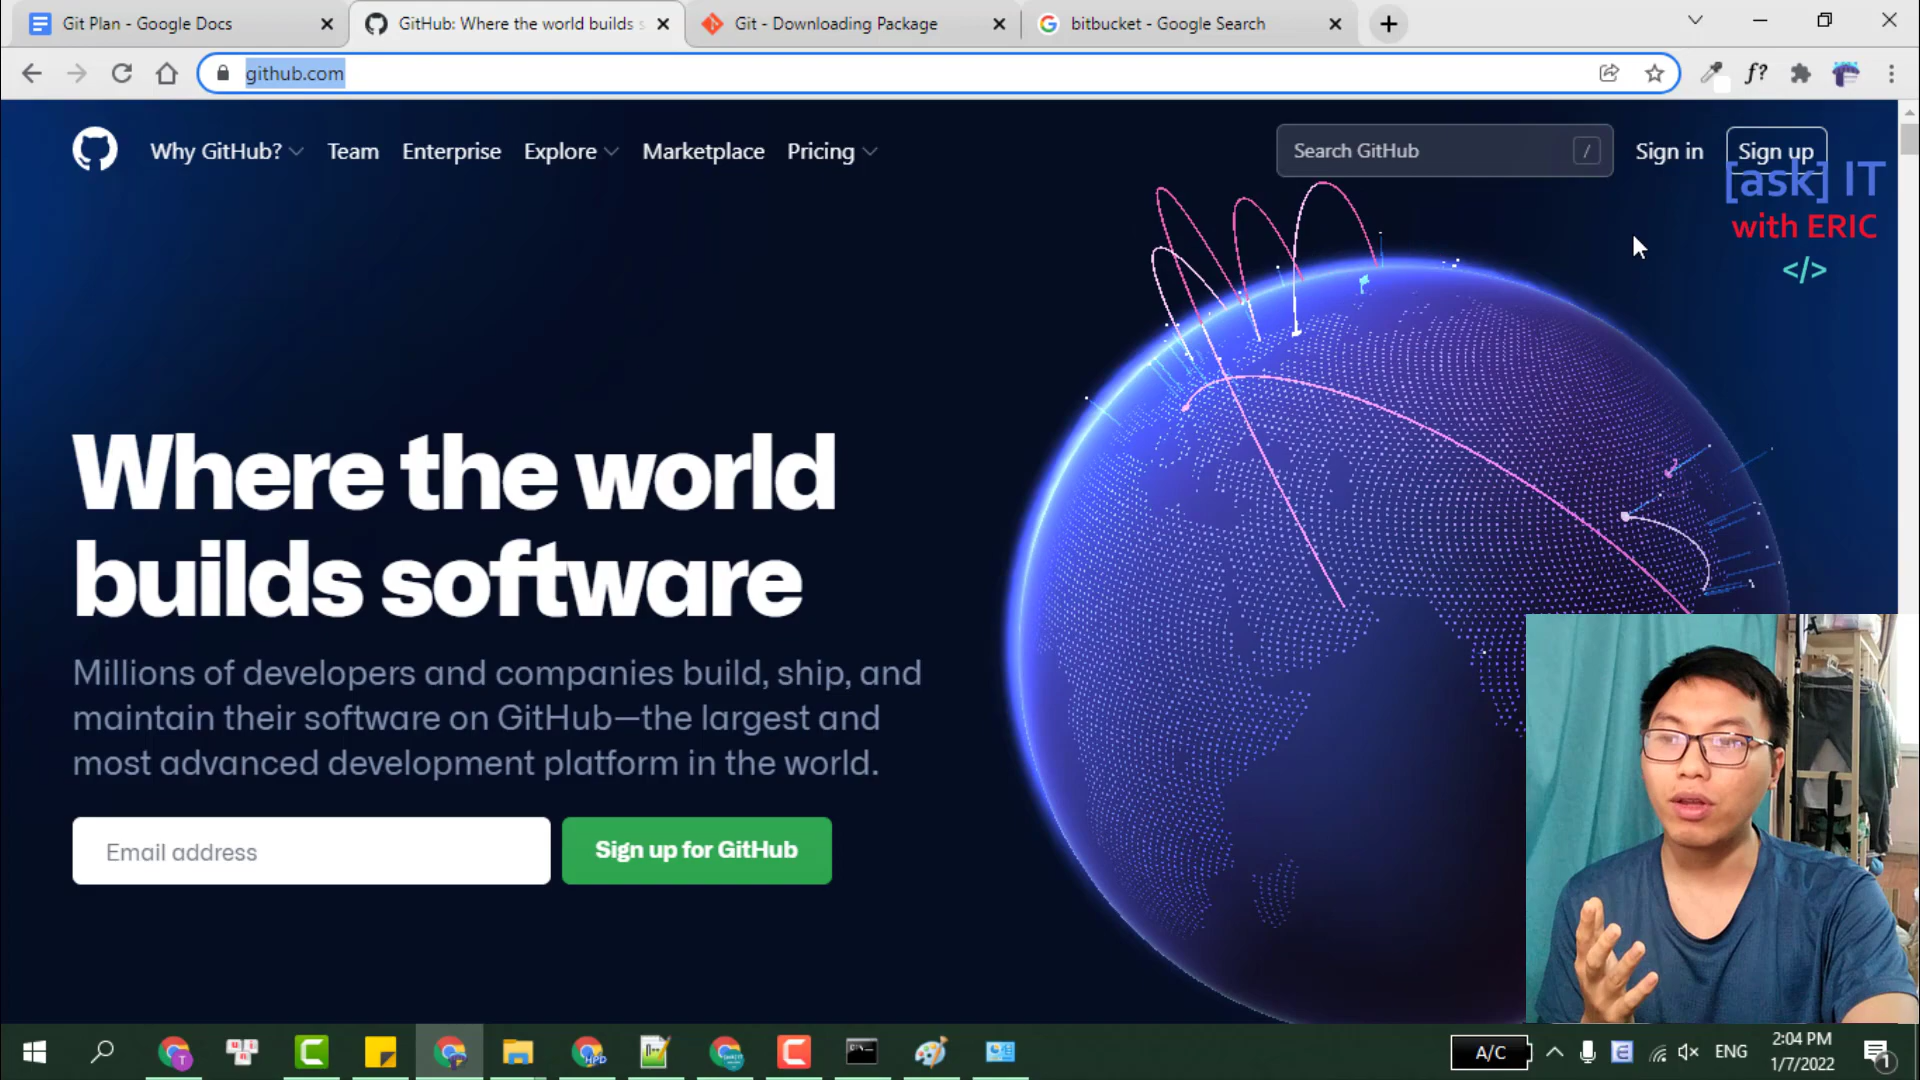 Git Plan - Google Docs
GitHub: Where the world builds s
Git - Downloading Package
bitbucket - Google Search
github.com
f?
Why GitHub?
Team
Enterprise
Explore
Marketplace
Pricing
Search GitHub
/
Sign in
Sign up
[ask] IT
with ERIC
</>
Where the world
builds software
Millions of developers and companies build, ship, and
maintain their software on GitHub—the largest and
most advanced development platform in the world.
Email address
Sign up for GitHub
A/C
ENG
2:04 PM
1/7/2022
1